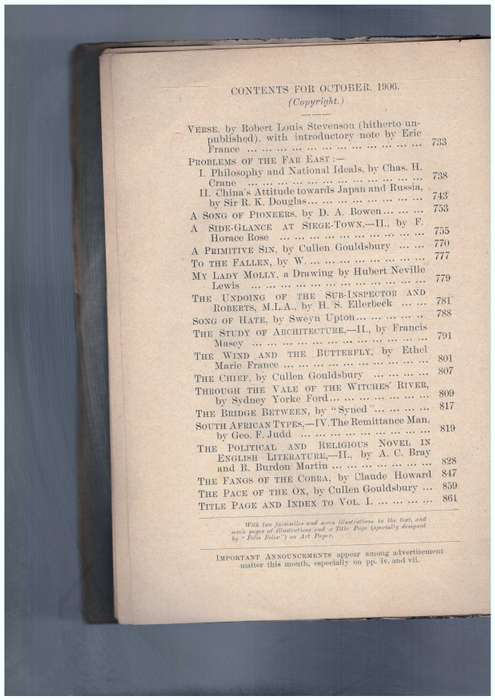 CONTENTS FOR OCTOBER, 1906.
(Copyright.)
VERSE, by Robert Louis Stevenson (hitherto un-
published), with introductory note by Eric
France ... ... ... ... ... ... ... ... ... 733
PROBLEMS OF THE FAR EAST:—
I. Philosophy and National Ideals, by Chas. H.
Crane ... ... ... ... ... ... ... ... ... 738
II. China's Attitude towards Japan and Russia,
by Sir R. K. Douglas... ... ... ... ... ... 743
A SONG OF PIONEERS, by D. A. Bowen... ... ... 753
A SIDE-GLANCE AT SIEGE-TOWN,—II., by F.
Horace Rose ... ... ... ... ... ... ... ... 755
A PRIMITIVE SIN, by Cullen Gouldsbury ... ... 770
TO THE FALLEN, by W. ... ... ... ... ... ... 777
MY LADY MOLLY, a Drawing by Hubert Neville
Lewis ... ... ... ... ... ... ... ... ... 779
THE UNDOING OF THE SUB-INSPECTOR AND
ROBERTS, M.L.A., by H. S. Ellerbeck ... ... 781
SONG OF HATE, by Sweyn Upton... ... ... ... 788
THE STUDY OF ARCHITECTURE,—II., by Francis
Masey ... ... ... ... ... ... ... ... ... 791
THE WIND AND THE BUTTERFLY, by Ethel
Marie France ... ... ... ... ... ... ... ... 801
THE CHIEF, by Cullen Gouldsbury ... ... ... 807
THROUGH THE VALE OF THE WITCHES' RIVER,
by Sydney Yorke Ford... ... ... ... ... ... 809
THE BRIDGE BETWEEN, by "Syned"... ... ... 817
SOUTH AFRICAN TYPES,—IV. The Remittance Man,
by Geo. F. Judd ... ... ... ... ... ... ... 819
THE POLITICAL AND RELIGIOUS NOVEL IN
ENGLISH LITERATURE,—II., by A. C. Bray
and R. Burdon Martin ... ... ... ... ... ... 828
THE FANGS OF THE COBRA, by Claude Howard 847
THE PACE OF THE OX, by Cullen Gouldsbury ... 859
TITLE PAGE AND INDEX TO VOL. I. ... ... ... ... 861
With two facsimiles and seven illustrations in the text, and
pages of illustrations and a Title Page (specially designed
by ") on Art Paper.
IMPORTANT ANNOUNCEMENTS appear among advertisement
matter this month, especially on pp. iv. and vii.